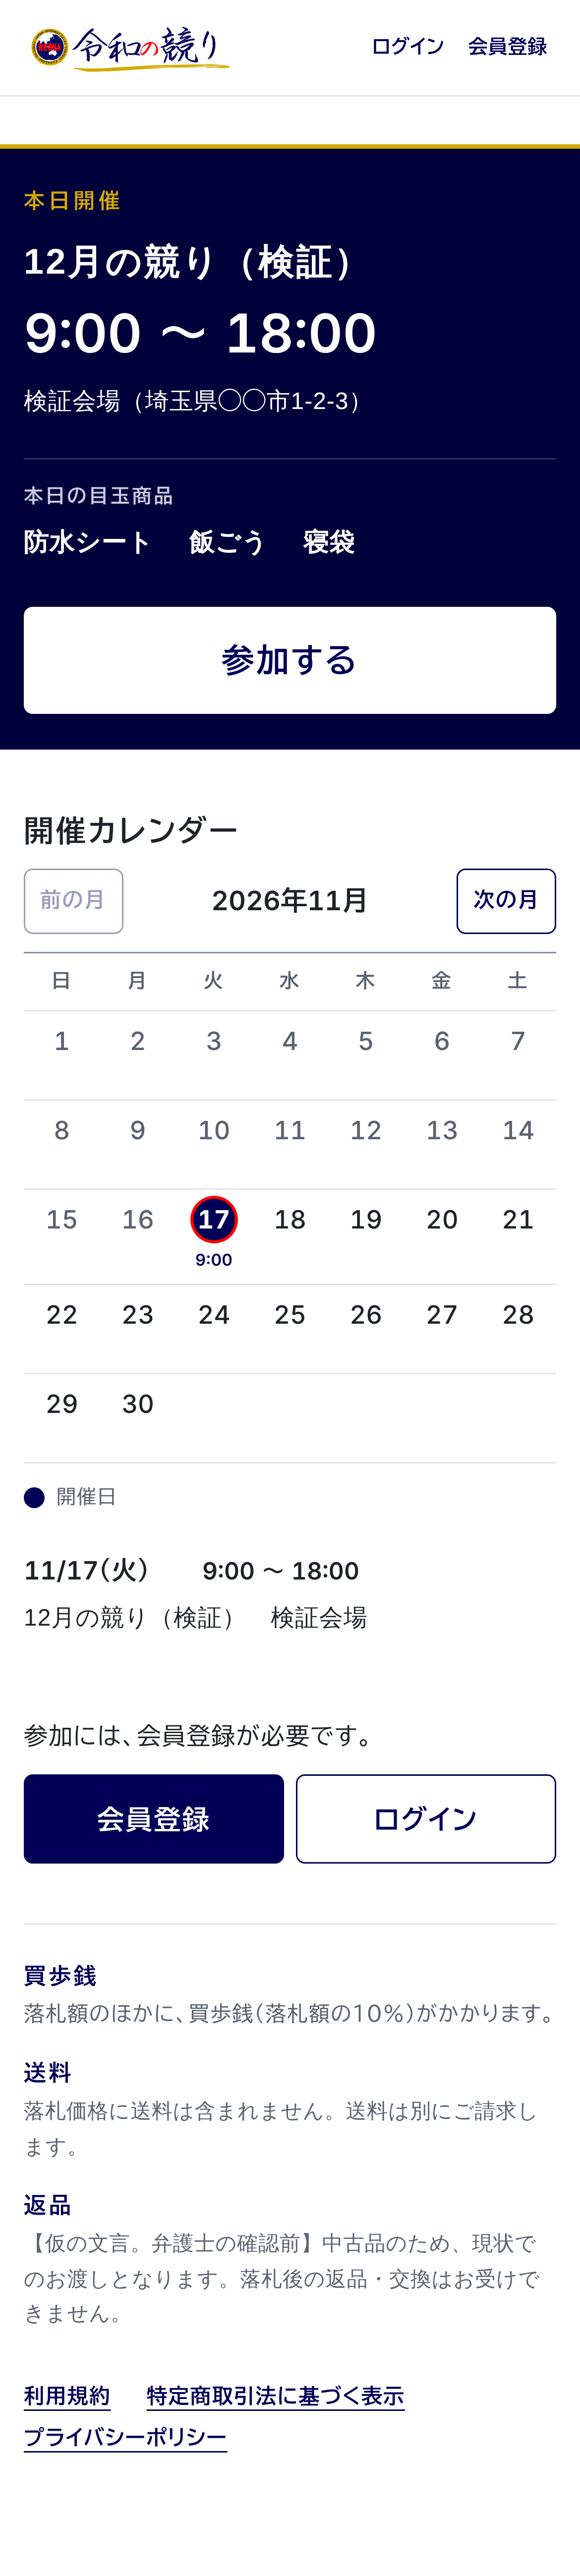 令和の競り
ログイン 会員登録
本日開催
12月の競り（検証）
9:00 〜 18:00
検証会場（埼玉県〇〇市1-2-3）
本日の目玉商品
防水シート 飯ごう 寝袋
参加する
開催カレンダー
前の月 2026年11月 次の月
日 月 火 水 木 金 土
1 2 3 4 5 6 7
8 9 10 11 12 13 14
15 16 17 18 19 20 21
9:00
22 23 24 25 26 27 28
29 30
開催日
11/17（火） 9:00 〜 18:00
12月の競り（検証） 検証会場
参加には、会員登録が必要です。
会員登録 ログイン
買歩銭
落札額のほかに、買歩銭（落札額の10％）がかかります。
送料
落札価格に送料は含まれません。送料は別にご請求し
ます。
返品
【仮の文言。弁護士の確認前】中古品のため、現状で
のお渡しとなります。落札後の返品・交換はお受けで
きません。
利用規約 特定商取引法に基づく表示
プライバシーポリシー